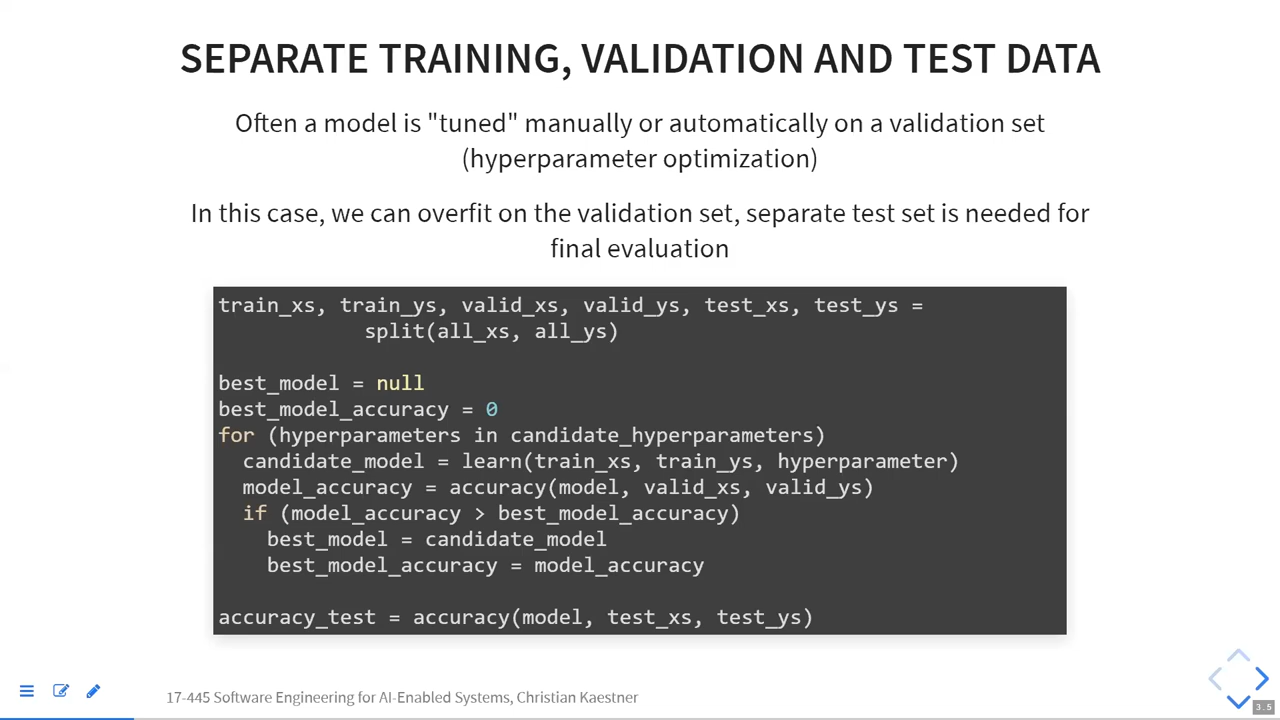 SEPARATE TRAINING, VALIDATION AND TEST DATA
Often a model is "tuned" manually or automatically on a validation set
(hyperparameter optimization)
In this case, we can overfit on the validation set, separate test set is needed for
final evaluation
train_xs, train_ys, valid_xs, valid_ys, test_xs, test_ys =
            split(all_xs, all_ys)
best_model = null
best_model_accuracy = 0
for (hyperparameters in candidate_hyperparameters)
  candidate_model = learn(train_xs, train_ys, hyperparameter)
  model_accuracy = accuracy(model, valid_xs, valid_ys)
  if (model_accuracy > best_model_accuracy)
    best_model = candidate_model
    best_model_accuracy = model_accuracy
accuracy_test = accuracy(model, test_xs, test_ys)
17-445 Software Engineering for AI-Enabled Systems, Christian Kaestner
3.5